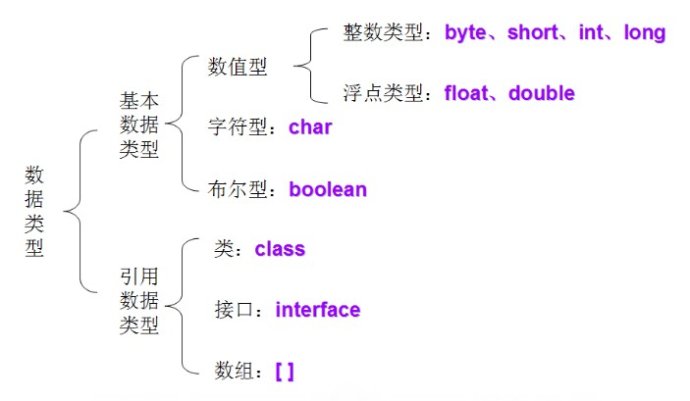 数据类型
基本数据类型
数值型
整数类型：byte、short、int、long
浮点类型：float、double
字符型：char
布尔型：boolean
引用数据类型
类：class
接口：interface
数组：[ ]